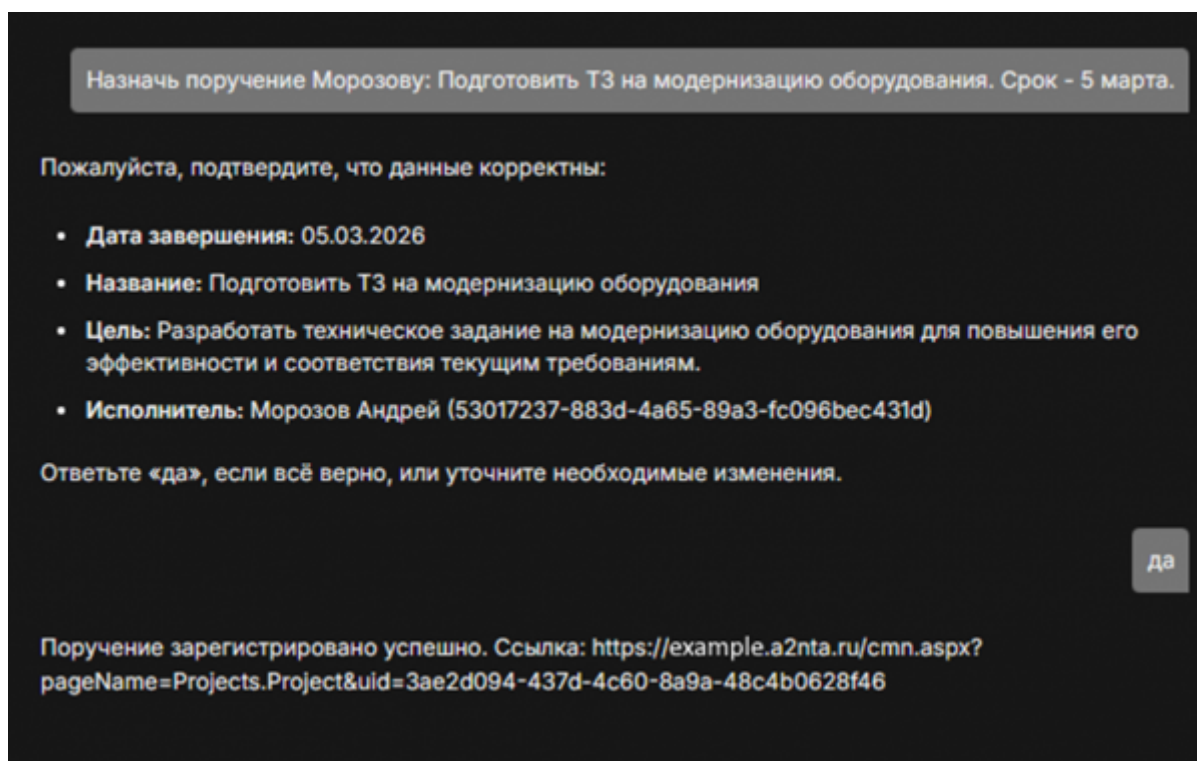 Назначь поручение Морозову: Подготовить ТЗ на модернизацию оборудования. Срок - 5 марта.
Пожалуйста, подтвердите, что данные корректны:
• Дата завершения: 05.03.2026
• Название: Подготовить ТЗ на модернизацию оборудования
• Цель: Разработать техническое задание на модернизацию оборудования для повышения его
эффективности и соответствия текущим требованиям.
• Исполнитель: Морозов Андрей (53017237-883d-4a65-89a3-fc096bec431d)
Ответьте «да», если всё верно, или уточните необходимые изменения.
да
Поручение зарегистрировано успешно. Ссылка: https://example.a2nta.ru/cmn.aspx?
pageName=Projects.Project&uid=3ae2d094-437d-4c60-8a9a-48c4b0628f46